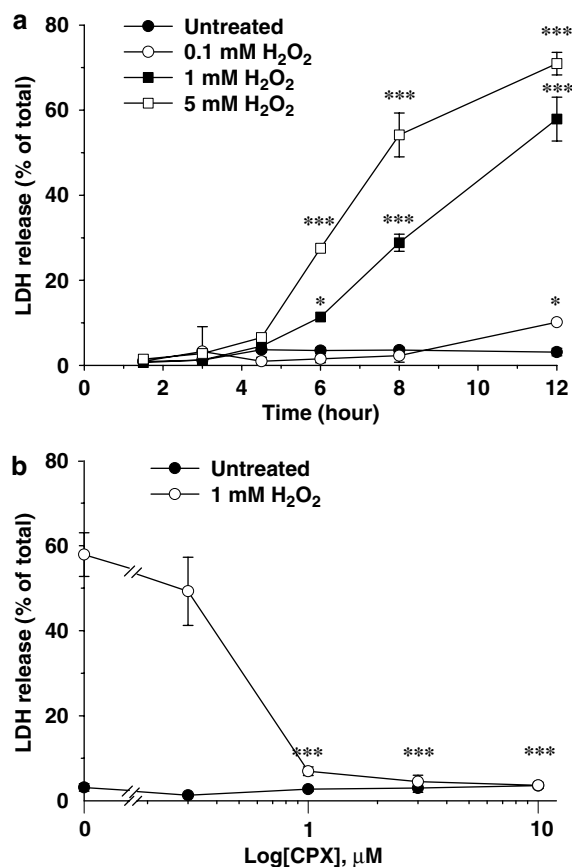 a
Untreated
0.1 mM H₂O₂
1 mM H₂O₂
5 mM H₂O₂
LDH release (% of total)
80
60
40
20
0
***
***
***
***
*
*
0 2 4 6 8 10 12
Time (hour)
b
Untreated
1 mM H₂O₂
LDH release (% of total)
80
60
40
20
0
*** *** ***
0 1 10
Log[CPX], μM